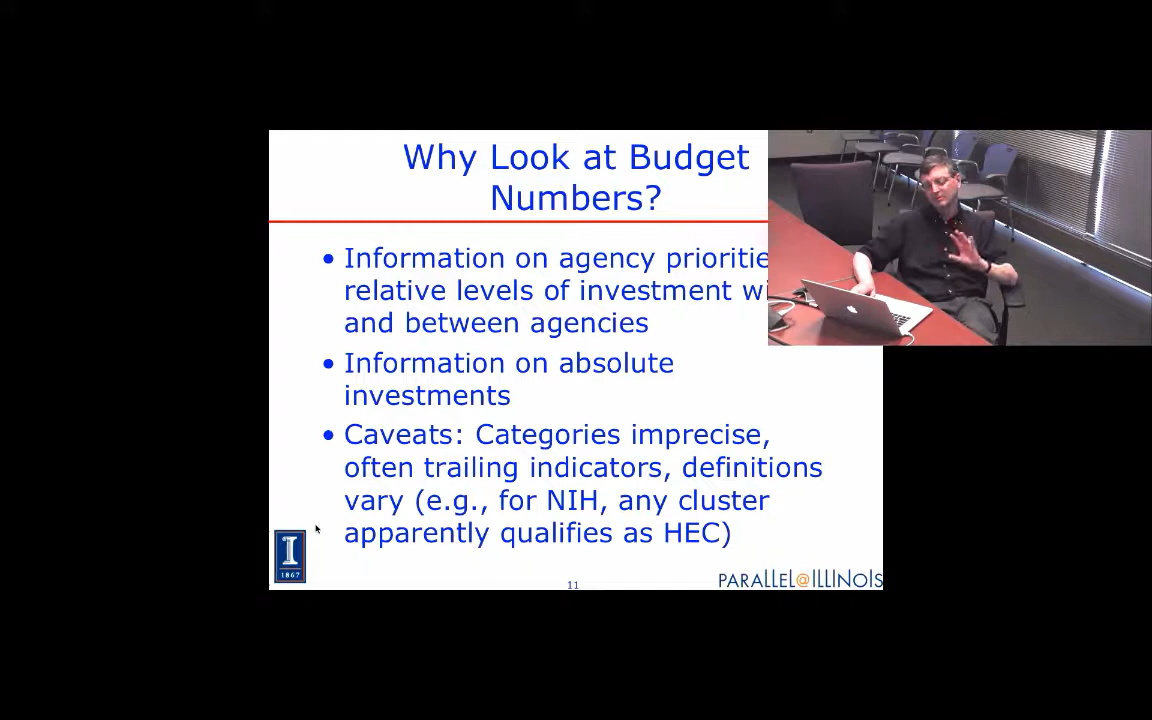 Why Look at Budget
Numbers?
• Information on agency
relative levels of investment
and between agencies
• Information on absolute
investments
• Caveats: Categories imprecise,
often trailing indicators, definitions
vary (e.g., for NIH, any cluster
apparently qualifies as HEC)
I
1867
11
PARALLEL@ILLINOIS